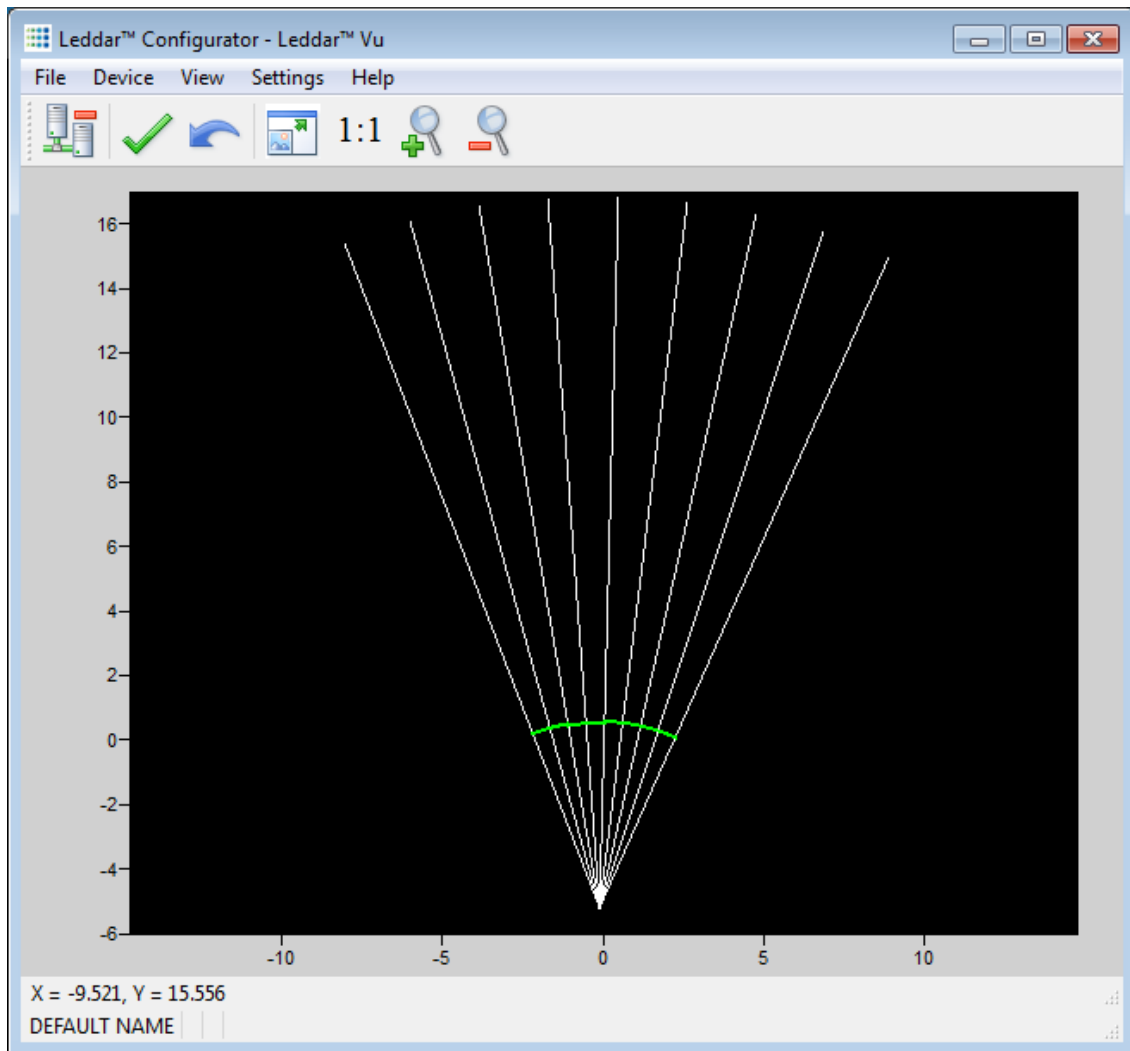 Leddar™ Configurator - Leddar™ Vu
File Device View Settings Help
1:1
16
14
12
10
8
6
4
2
0
-2
-4
-6
-10 -5 0 5 10
X = -9.521, Y = 15.556
DEFAULT NAME